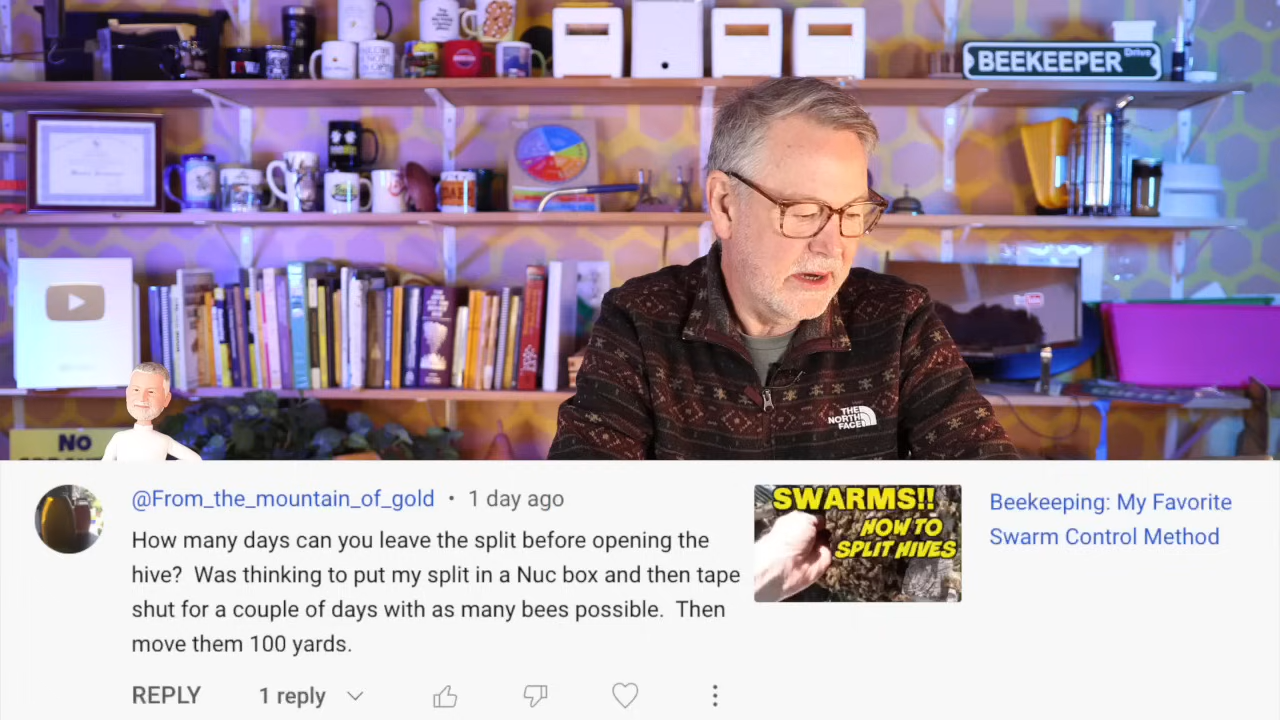 BEEKEEPER Drive
THE
NORTH
FACE
NO
@From_the_mountain_of_gold • 1 day ago
How many days can you leave the split before opening the
hive? Was thinking to put my split in a Nuc box and then tape
shut for a couple of days with as many bees possible. Then
move them 100 yards.
REPLY 1 reply
SWARMS!!
HOW TO
SPLIT HIVES
Beekeeping: My Favorite
Swarm Control Method